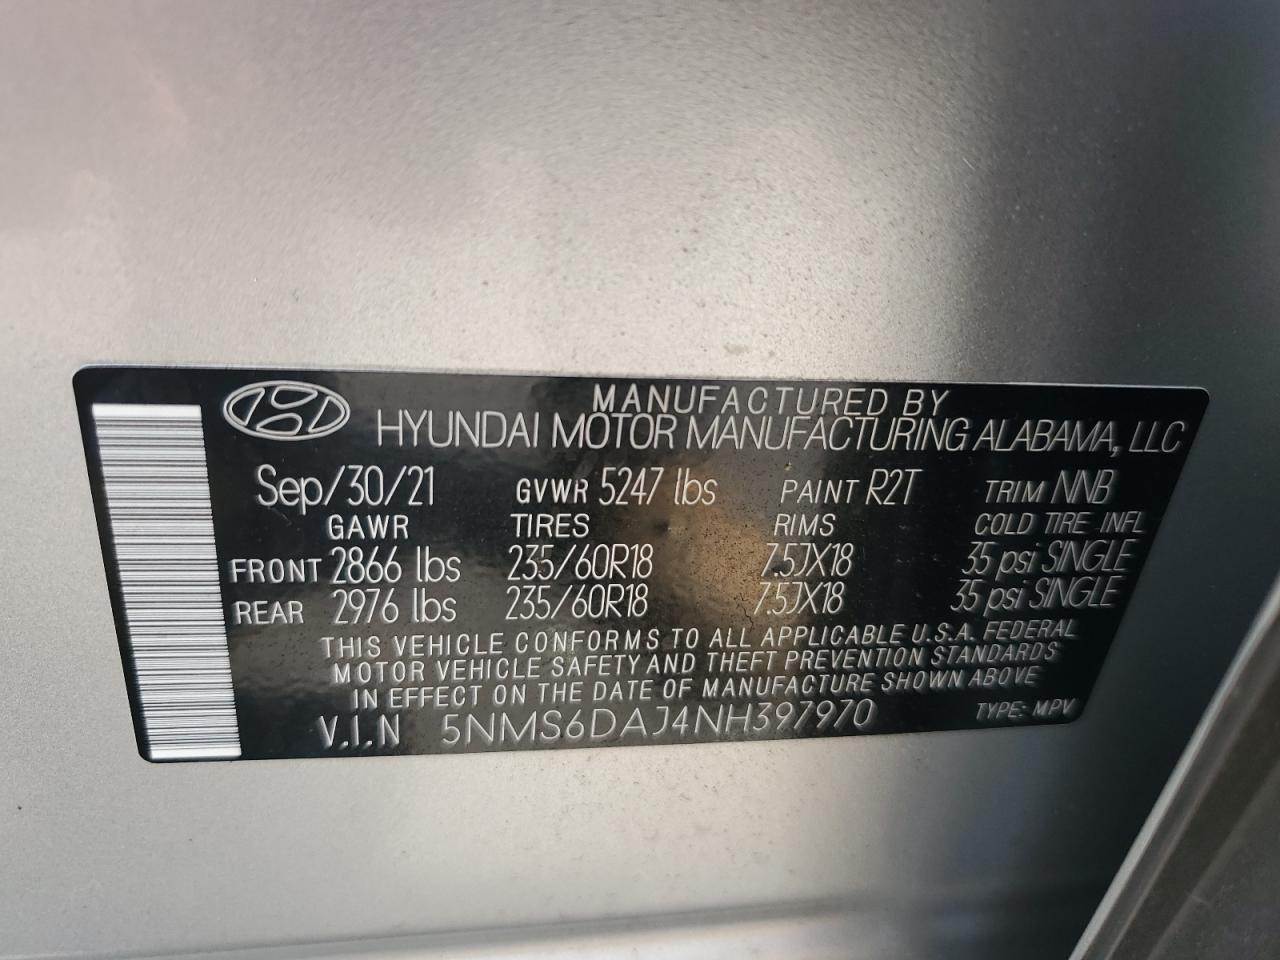 MANUFACTURED BY
HYUNDAI MOTOR MANUFACTURING ALABAMA, LLC
Sep/30/21 GVWR 5247 lbs PAINT R2T TRIM NNB
GAWR TIRES RIMS COLD TIRE INFL
FRONT 2866 lbs 235/60R18 7.5JX18 35 psi SINGLE
REAR 2976 lbs 235/60R18 7.5JX18 35 psi SINGLE
THIS VEHICLE CONFORMS TO ALL APPLICABLE U.S.A. FEDERAL
MOTOR VEHICLE SAFETY AND THEFT PREVENTION STANDARDS
IN EFFECT ON THE DATE OF MANUFACTURE SHOWN ABOVE
V.I.N 5NMS6DAJ4NH397970 TYPE: MPV